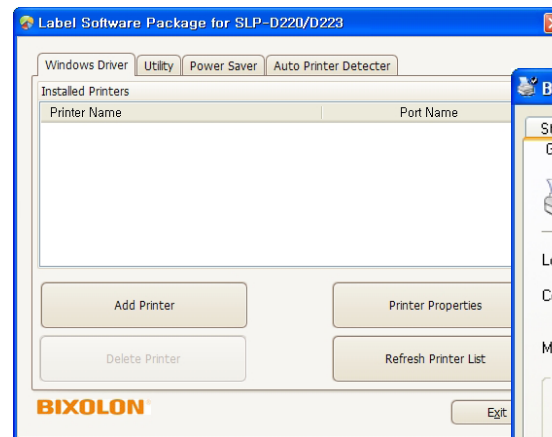 Label Software Package for SLP-D220/D223
Windows Driver Utility Power Saver Auto Printer Detecter
Installed Printers
Printer Name Port Name
Add Printer Printer Properties
Delete Printer Refresh Printer List
BIXOLON Exit